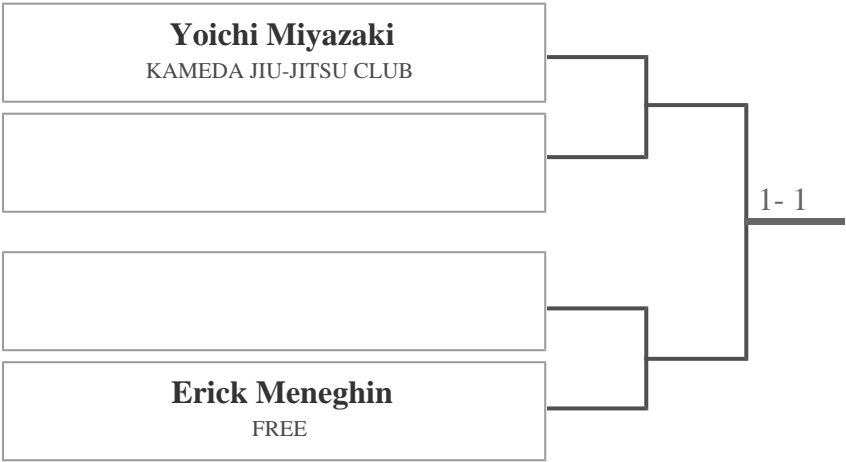 Yoichi Miyazaki
KAMEDA JIU-JITSU CLUB
1- 1
Erick Meneghin
FREE